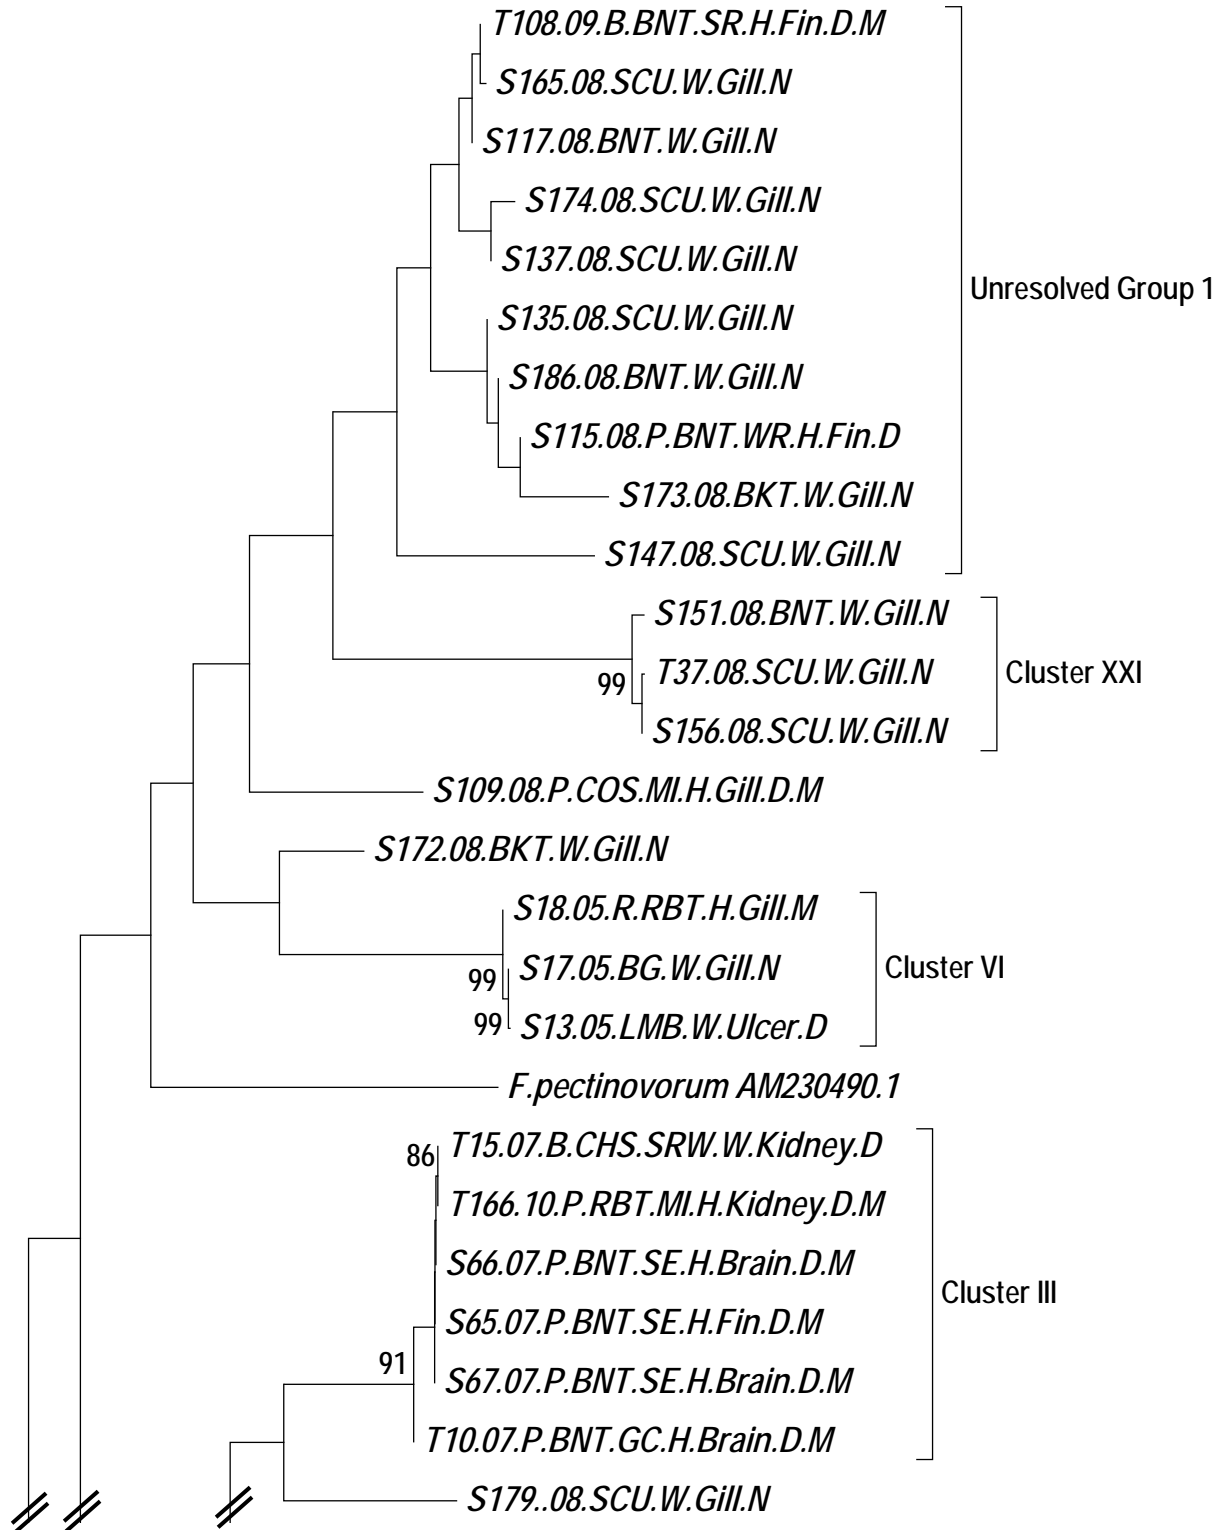 T108.09.B.BNT.SR.H.Fin.D.M
S165.08.SCU.W.Gill.N
S117.08.BNT.W.Gill.N
S174.08.SCU.W.Gill.N
S137.08.SCU.W.Gill.N
Unresolved Group 1
S135.08.SCU.W.Gill.N
S186.08.BNT.W.Gill.N
S115.08.P.BNT.WR.H.Fin.D
S173.08.BKT.W.Gill.N
S147.08.SCU.W.Gill.N
S151.08.BNT.W.Gill.N
99
T37.08.SCU.W.Gill.N
Cluster XXI
S156.08.SCU.W.Gill.N
S109.08.P.COS.MI.H.Gill.D.M
S172.08.BKT.W.Gill.N
S18.05.R.RBT.H.Gill.M
99
S17.05.BG.W.Gill.N
Cluster VI
99
S13.05.LMB.W.Ulcer.D
F.pectinovorum AM230490.1
86
T15.07.B.CHS.SRW.W.Kidney.D
T166.10.P.RBT.MI.H.Kidney.D.M
S66.07.P.BNT.SE.H.Brain.D.M
Cluster III
S65.07.P.BNT.SE.H.Fin.D.M
91
S67.07.P.BNT.SE.H.Brain.D.M
T10.07.P.BNT.GC.H.Brain.D.M
S179..08.SCU.W.Gill.N